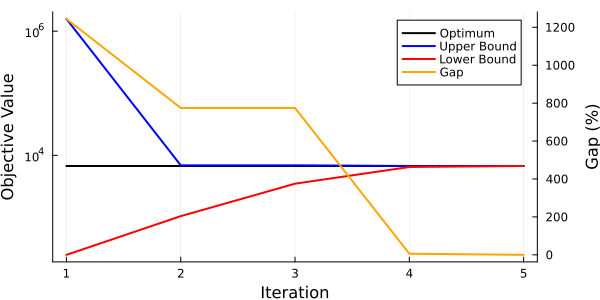 10^6
10^4
Objective Value
Optimum
Upper Bound
Lower Bound
Gap
1200
1000
800
600
400
200
0
Gap (%)
1 2 3 4 5
Iteration